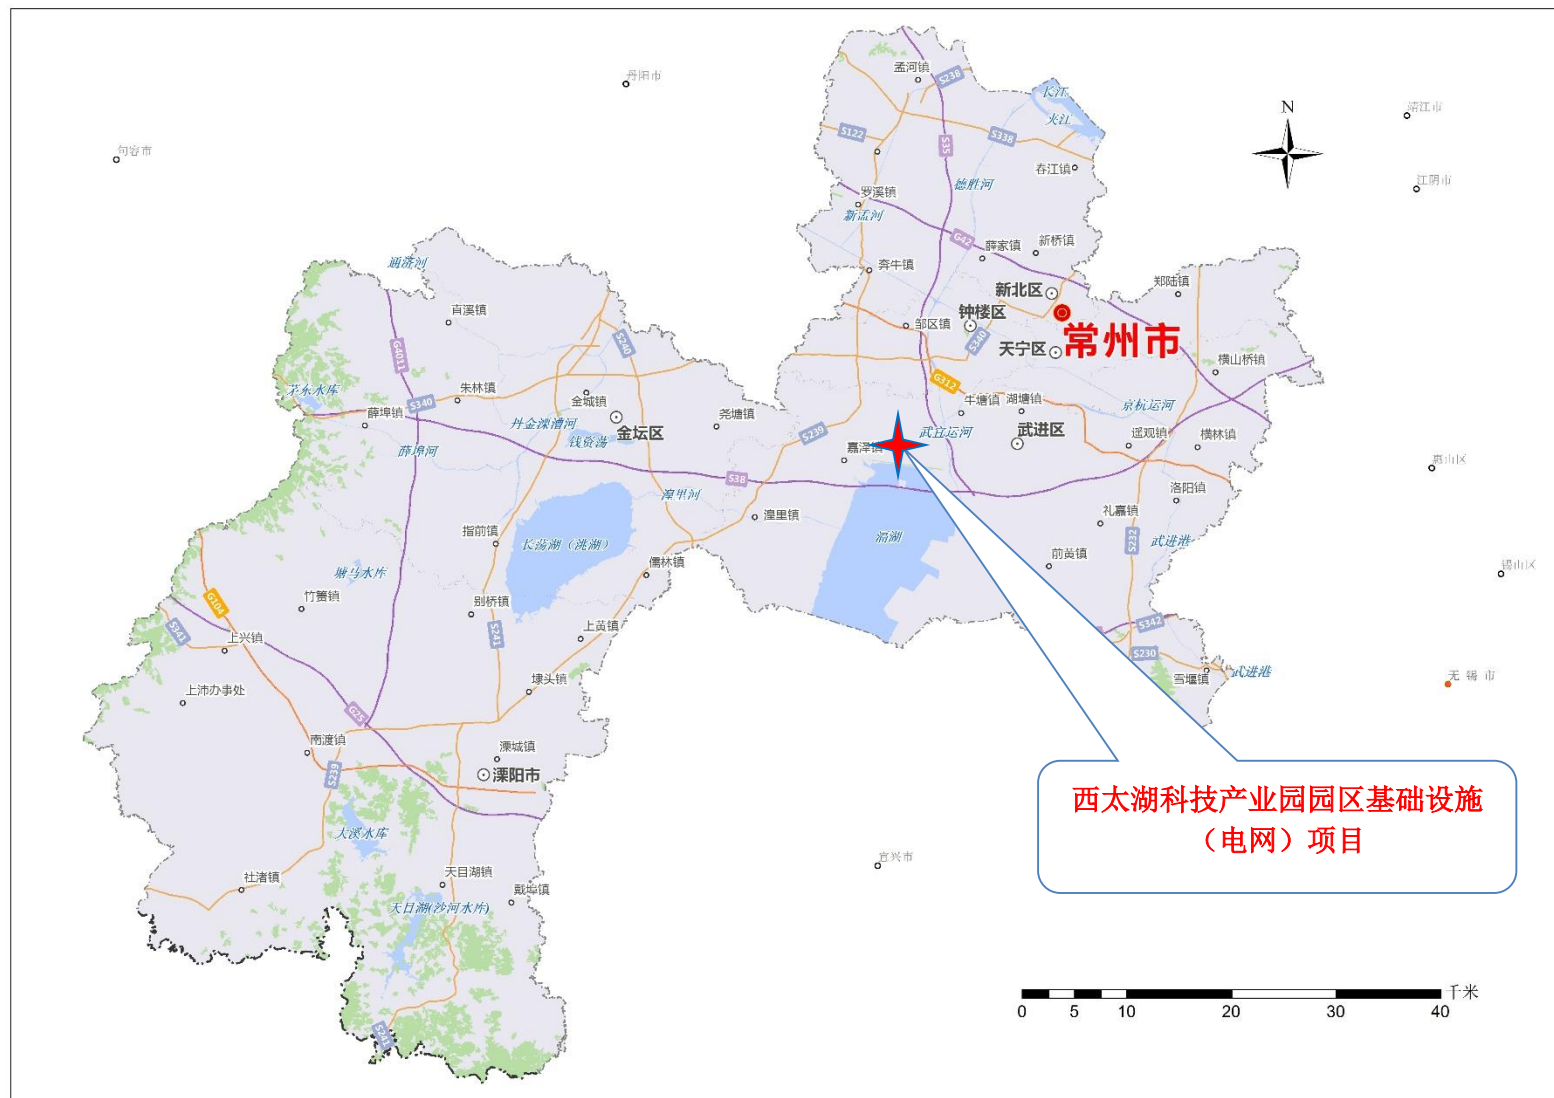 孟河镇
S238
丹阳市
长江
夹江
靖江市
N
S122
S35
S338
句容市
春江镇
江阴市
德胜河
罗溪镇
新孟河
G42
薛家镇
新桥镇
通济河
奔牛镇
郑陆镇
新北区
直溪镇
钟楼区
邹区镇
S340
常州市
天宁区
G4011
S240
横山桥镇
G312
茅东水库
朱林镇
金城镇
S340
薛埠镇
丹金溧漕河
尧塘镇
牛塘镇
湖塘镇
京杭运河
钱资荡
金坛区
S239
武宜运河
武进区
遥观镇
横林镇
薛埠河
嘉泽镇
惠山区
S38
湟里河
洛阳镇
湟里镇
礼嘉镇
指前镇
长荡湖（洮湖）
滆湖
S232
武进港
前黄镇
锡山区
塘马水库
儒林镇
竹箦镇
G104
别桥镇
S341
上兴镇
S241
上黄镇
S342
S230
雪堰镇
武进港
无锡市
上沛办事处
埭头镇
G25
南渡镇
溧城镇
S239
溧阳市
西太湖科技产业园园区基础设施
（电网）项目
大溪水库
宜兴市
社渚镇
天目湖镇
戴埠镇
天目湖(沙河水库)
S241
千米
0 5 10 20 30 40